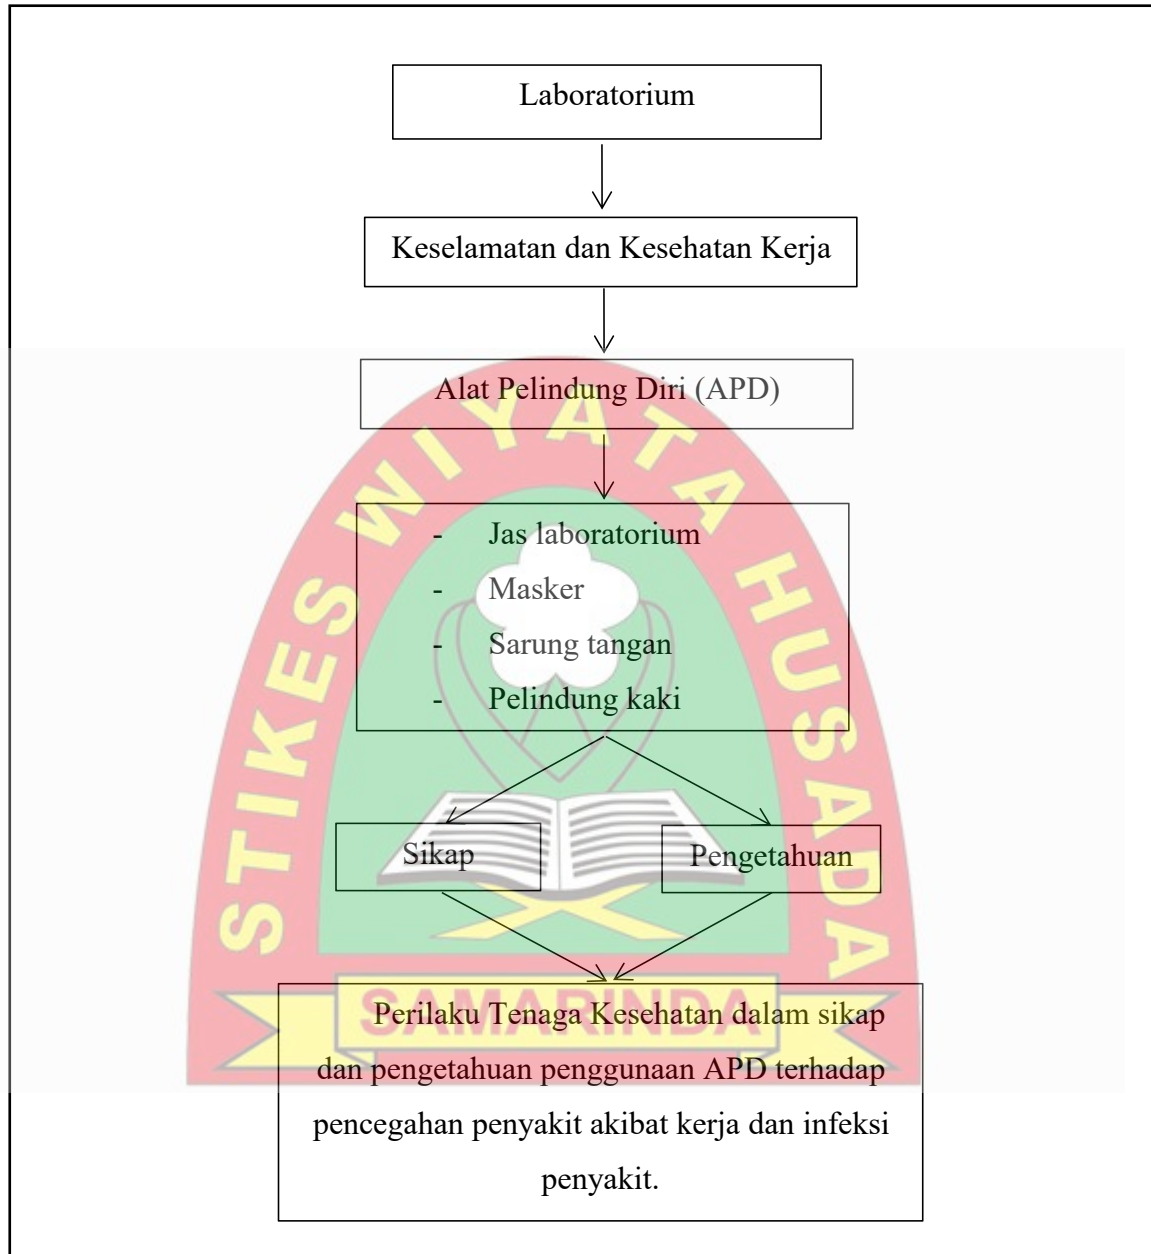 Laboratorium
Keselamatan dan Kesehatan Kerja
Alat Pelindung Diri (APD)
- Jas laboratorium
- Masker
- Sarung tangan
- Pelindung kaki
Sikap
Pengetahuan
Perilaku Tenaga Kesehatan dalam sikap
dan pengetahuan penggunaan APD terhadap
pencegahan penyakit akibat kerja dan infeksi
penyakit.
STIKES WIYATA HUSADA
SAMARINDA